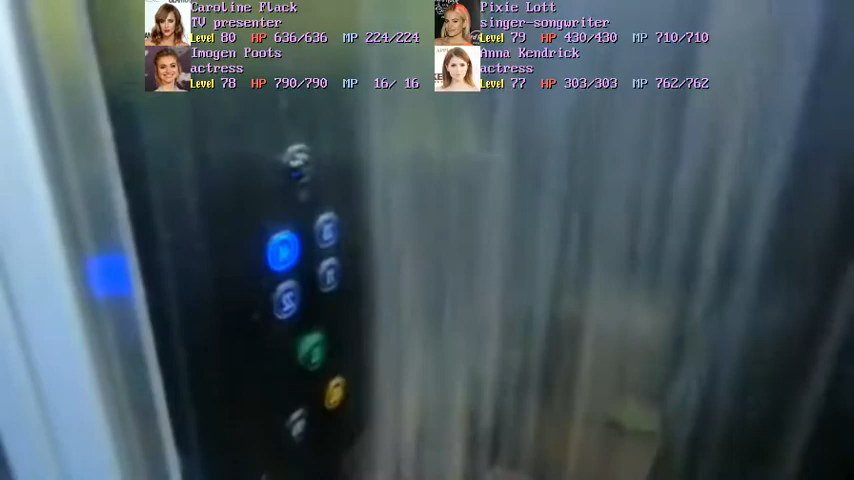 Caroline Flack
TV presenter
Level 80 HP 636/636 MP 224/224
Imogen Poots
actress
Level 78 HP 790/790 MP 16/ 16
Pixie Lott
singer-songwriter
Level 79 HP 430/430 MP 710/710
Anna Kendrick
actress
Level 77 HP 303/303 MP 762/762